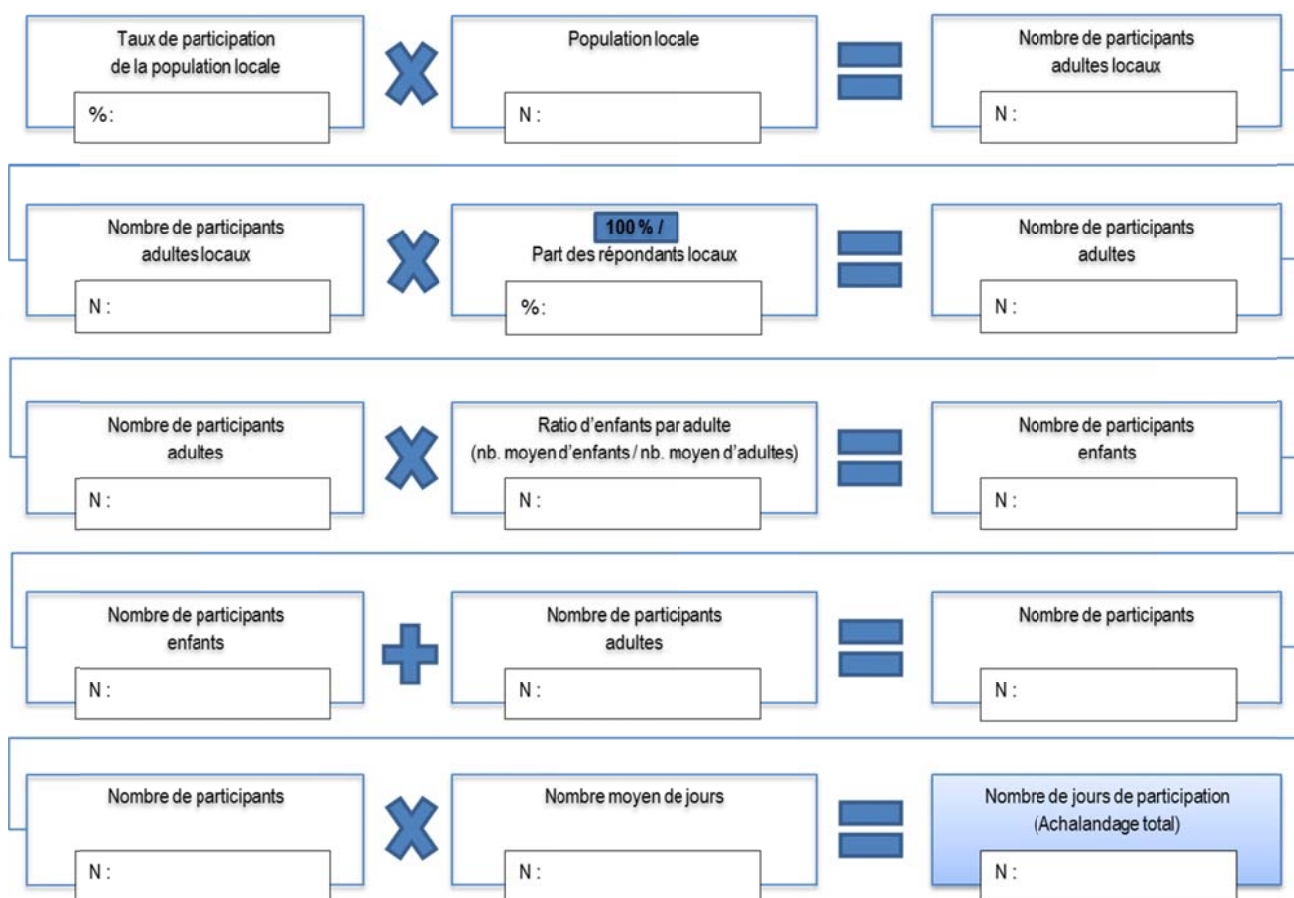 Taux de participation
de la population locale
%:
Population locale
N :
Nombre de participants
adultes locaux
N :
Nombre de participants
adultes locaux
N :
100 % /
Part des répondants locaux
%:
Nombre de participants
adultes
N :
Nombre de participants
adultes
N :
Ratio d'enfants par adulte
(nb. moyen d'enfants / nb. moyen d'adultes)
N :
Nombre de participants
enfants
N :
Nombre de participants
enfants
N :
Nombre de participants
adultes
N :
Nombre de participants
N :
Nombre de participants
N :
Nombre moyen de jours
N :
Nombre de jours de participation
(Achalandage total)
N :